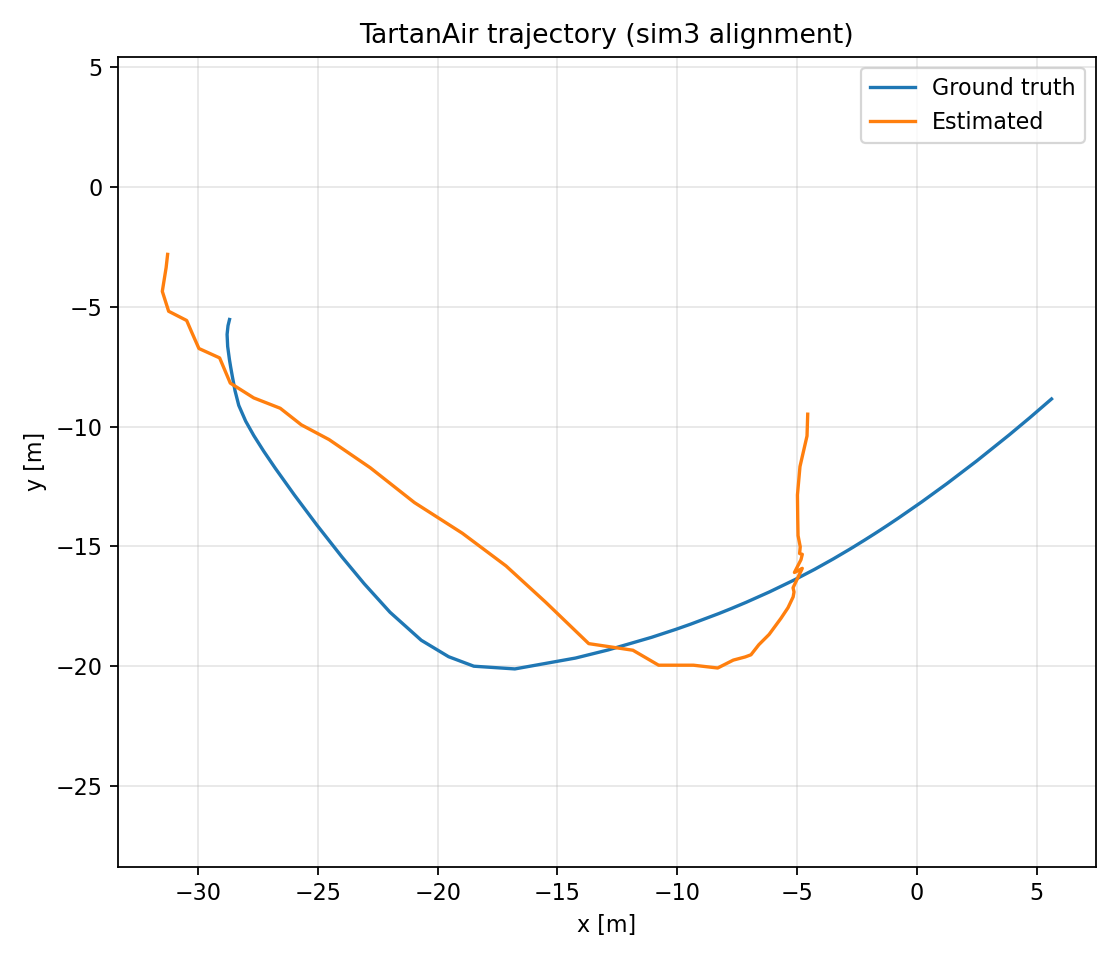 TartanAir trajectory (sim3 alignment)
Ground truth
Estimated
5
0
−5
−10
−15
−20
−25
y [m]
−30 −25 −20 −15 −10 −5 0 5
x [m]